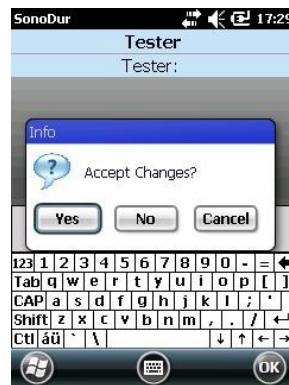 SonoDur 17:29
Tester
Tester:
Info
Accept Changes?
Yes No Cancel
123 1 2 3 4 5 6 7 8 9 0 - =
Tab q w e r t y u i o p [ ]
CAP a s d f g h j k l ; '
Shift z x c v b n m , . /
Ctl áü ` \
OK